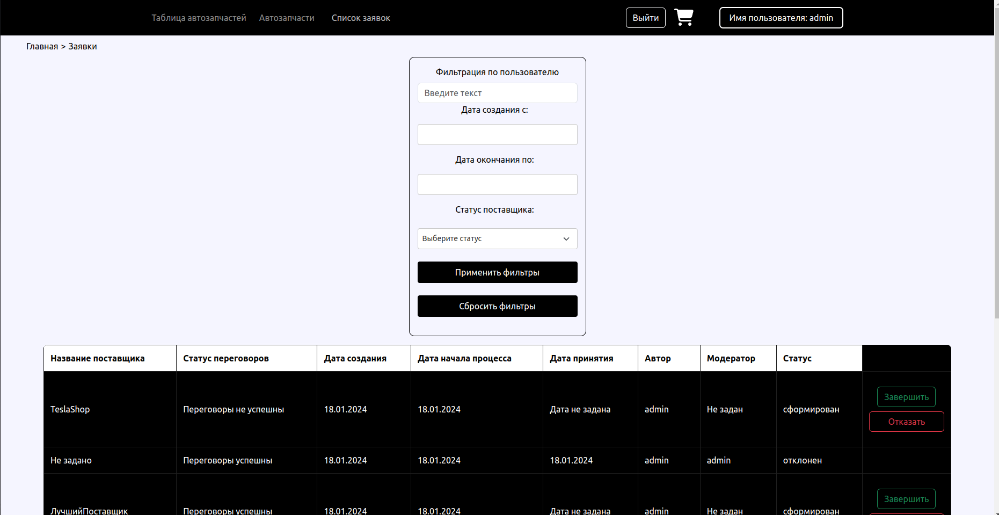 Таблица автозапчастей Автозапчасти Список заявок Выйти Имя пользователя: admin
Главная > Заявки
Фильтрация по пользователю
Введите текст
Дата создания с:
Дата окончания по:
Статус поставщика:
Выберите статус
Применить фильтры
Сбросить фильтры
Название поставщика Статус переговоров Дата создания Дата начала процесса Дата принятия Автор Модератор Статус
TeslaShop Переговоры не успешны 18.01.2024 18.01.2024 Дата не задана admin Не задан сформирован Завершить
Отказать
Не задано Переговоры успешны 18.01.2024 18.01.2024 18.01.2024 admin admin отклонен
Завершить
ЛучшийПоставщик Переговоры успешны 18.01.2024 18.01.2024 Дата не задана admin Не задан сформирован